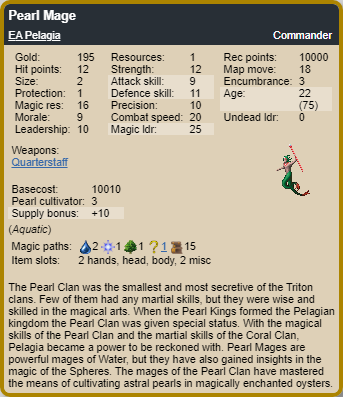 Pearl Mage
EA Pelagia Commander
Gold: 195 Resources: 1 Rec points: 10000
Hit points: 12 Strength: 12 Map move: 18
Size: 2 Attack skill: 9 Encumbrance: 3
Protection: 1 Defence skill: 11 Age: 22
Magic res: 16 Precision: 10 (75)
Morale: 9 Combat speed: 20 Undead ldr: 0
Leadership: 10 Magic ldr: 25
Weapons:
Quarterstaff
Basecost: 10010
Pearl cultivator: 3
Supply bonus: +10
(Aquatic)
Magic paths: 2 1 1 ? 1 15
Item slots: 2 hands, head, body, 2 misc
The Pearl Clan was the smallest and most secretive of the Triton
clans. Few of them had any martial skills, but they were wise and
skilled in the magical arts. When the Pearl Kings formed the Pelagian
kingdom the Pearl Clan was given special status. With the magical
skills of the Pearl Clan and the martial skills of the Coral Clan,
Pelagia became a power to be reckoned with. Pearl Mages are
powerful mages of Water, but they have also gained insights in the
magic of the Spheres. The mages of the Pearl Clan have mastered
the means of cultivating astral pearls in magically enchanted oysters.